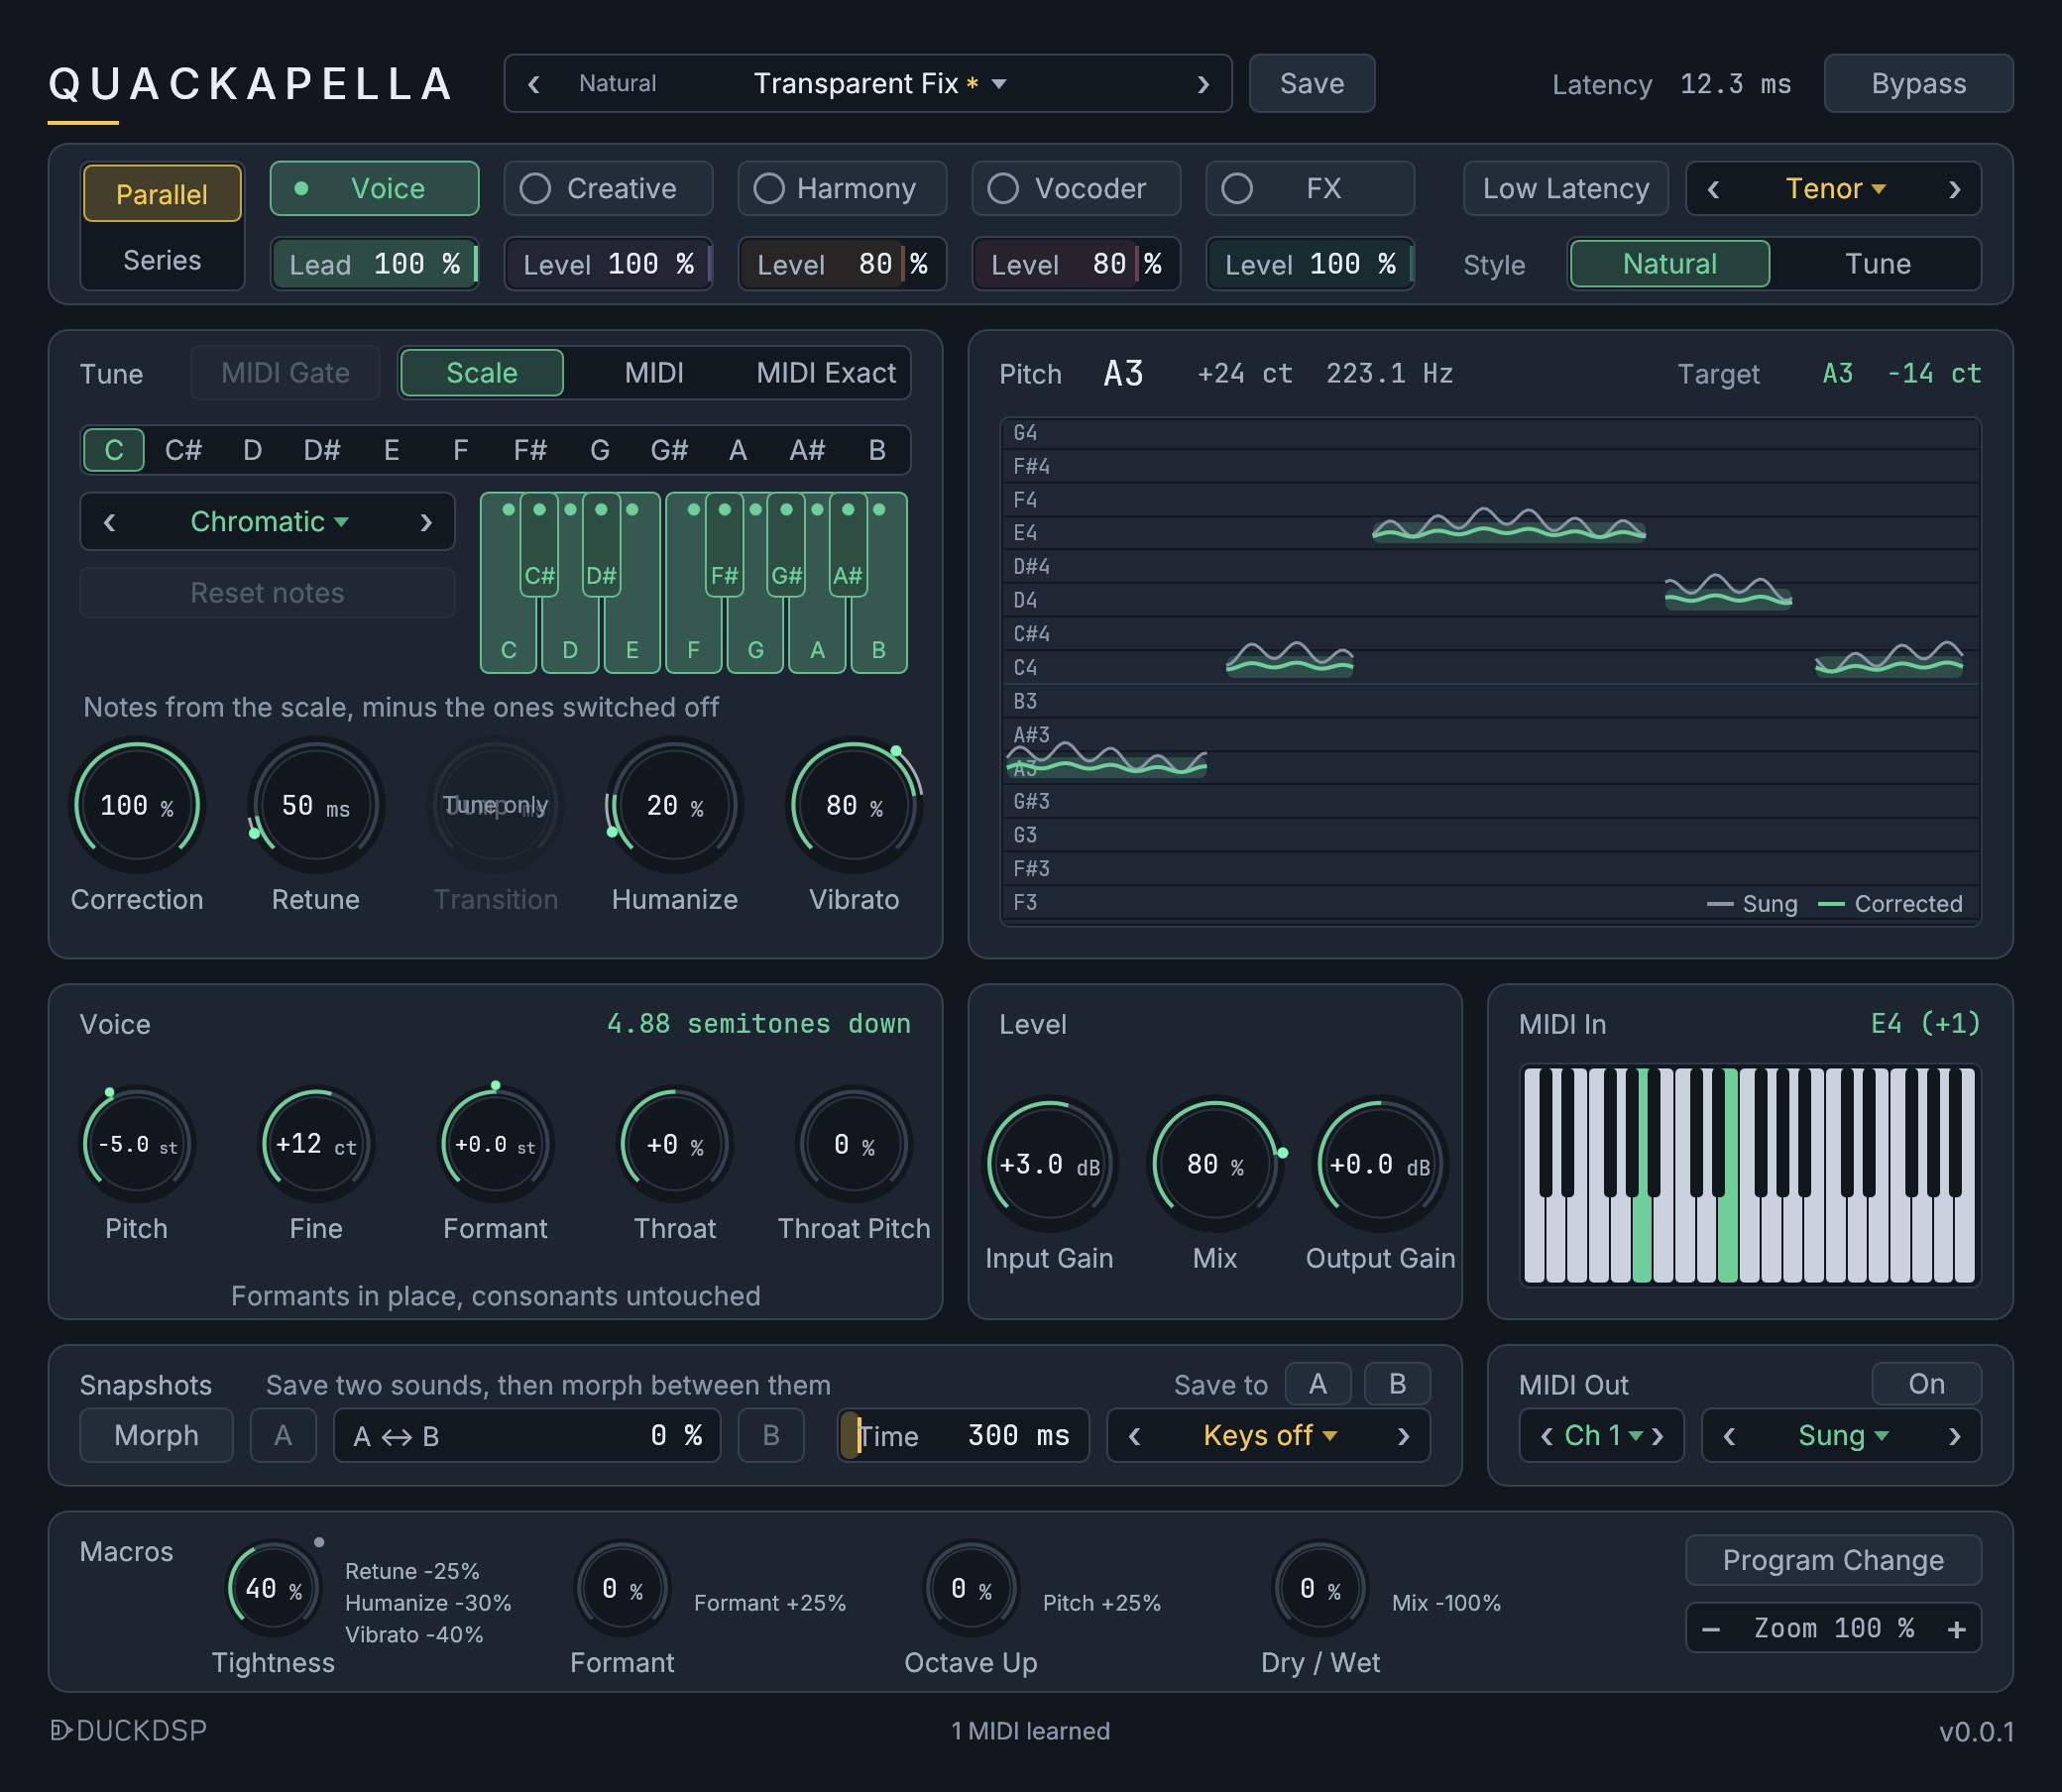 QUACKAPELLA
‹ Natural Transparent Fix * ›
Save
Latency 12.3 ms
Bypass
Parallel
Voice
Creative
Harmony
Vocoder
FX
Low Latency
‹ Tenor ›
Series
Lead 100 %
Level 100 %
Level 80 %
Level 80 %
Level 100 %
Style
Natural
Tune
Tune
MIDI Gate
Scale
MIDI
MIDI Exact
C C# D D# E F F# G G# A A# B
‹ Chromatic ›
Reset notes
C# D# F# G# A#
C D E F G A B
Notes from the scale, minus the ones switched off
100 %
50 ms
Tune only
20 %
80 %
Correction
Retune
Transition
Humanize
Vibrato
Pitch A3 +24 ct 223.1 Hz
Target A3 -14 ct
G4
F#4
F4
E4
D#4
D4
C#4
C4
B3
A#3
A3
G#3
G3
F#3
F3
Sung
Corrected
Voice
4.88 semitones down
-5.0 st
+12 ct
+0.0 st
+0 %
0 %
Pitch
Fine
Formant
Throat
Throat Pitch
Formants in place, consonants untouched
Level
+3.0 dB
80 %
+0.0 dB
Input Gain
Mix
Output Gain
MIDI In
E4 (+1)
Snapshots
Save two sounds, then morph between them
Save to
A
B
Morph
A
A ↔ B 0 %
B
Time 300 ms
‹ Keys off ›
MIDI Out
On
‹ Ch 1 ›
‹ Sung ›
Macros
40 %
Retune -25%
Humanize -30%
Vibrato -40%
Tightness
0 %
Formant +25%
Formant
0 %
Pitch +25%
Octave Up
0 %
Mix -100%
Dry / Wet
Program Change
− Zoom 100 % +
DUCKDSP
1 MIDI learned
v0.0.1